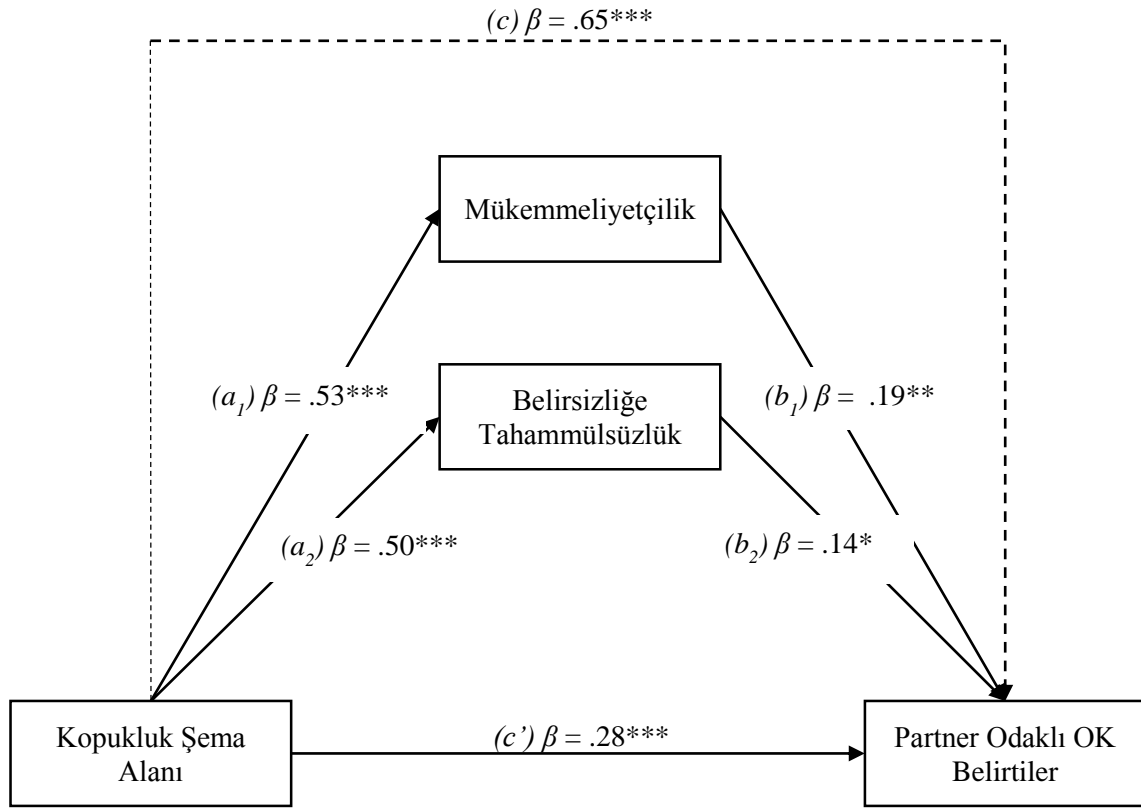 (c) β = .65***
Mükemmeliyetçilik
(a₁) β = .53***
Belirsizliğe
Tahammülsüzlük
(b₁) β = .19**
(a₂) β = .50***
(b₂) β = .14*
Kopukluk Şema
Alanı
(c’) β = .28***
Partner Odaklı OK
Belirtiler